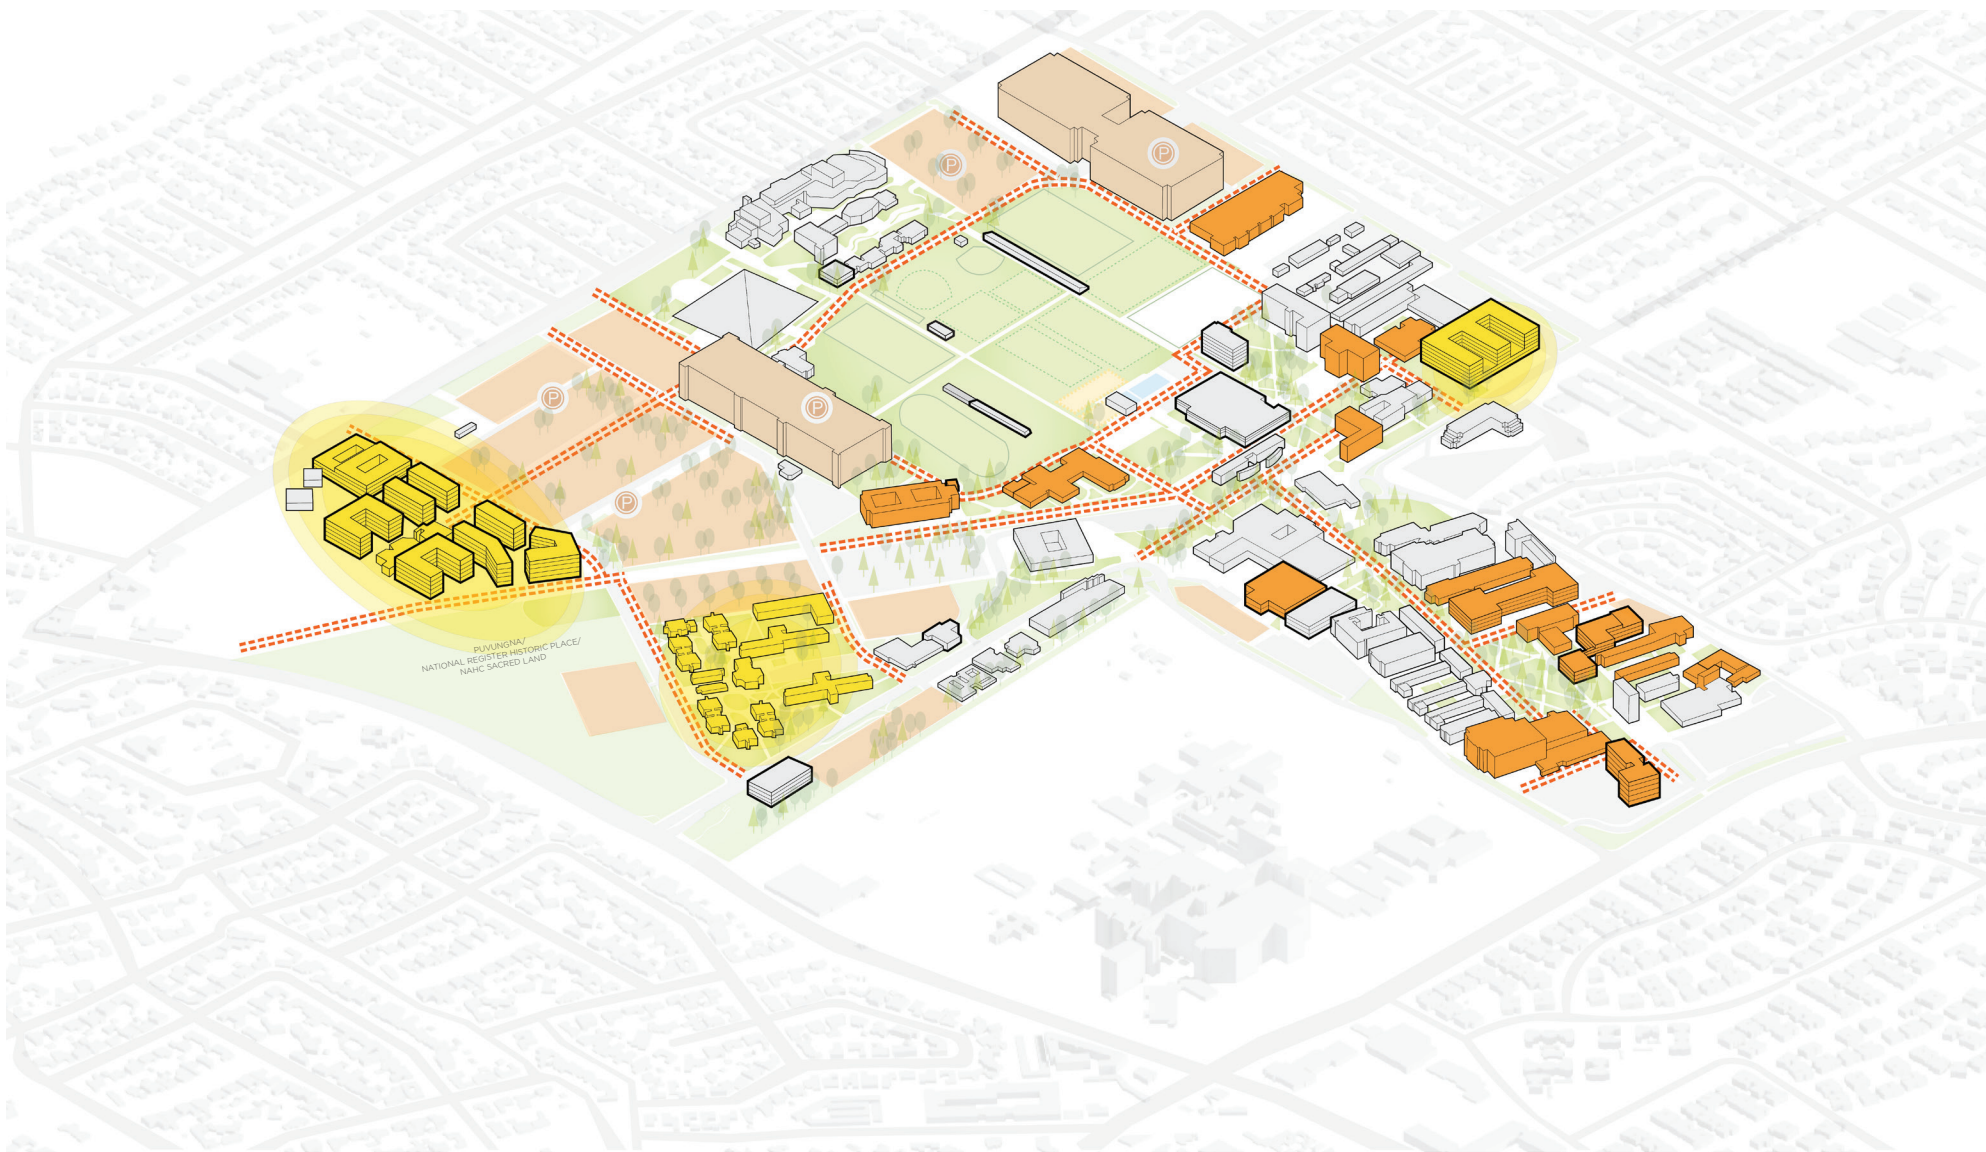 P
P
P
P
P
PUVUNGNA/
NATIONAL REGISTER HISTORIC PLACE/
NAHC SACRED LAND